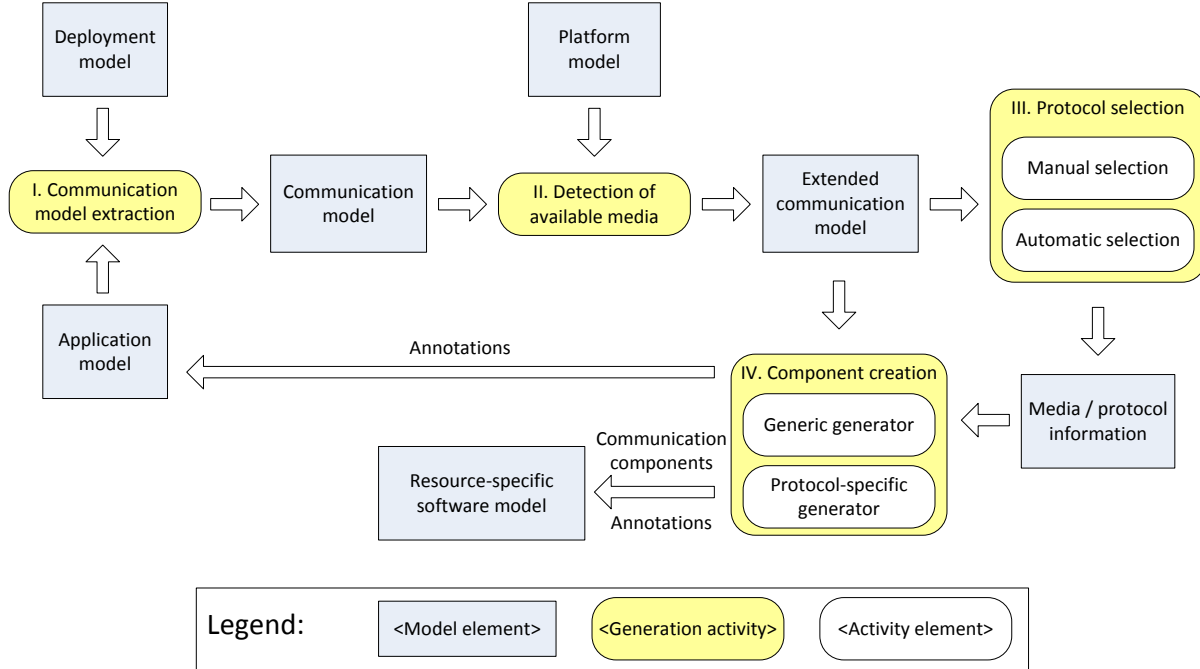 Deployment
model
Platform
model
III. Protocol selection
Manual selection
Automatic selection
I. Communication
model extraction
Communication
model
II. Detection of
available media
Extended
communication
model
Application
model
Annotations
IV. Component creation
Generic generator
Protocol-specific
generator
Media / protocol
information
Communication
components
Annotations
Resource-specific
software model
Legend:
<Model element>
<Generation activity>
<Activity element>